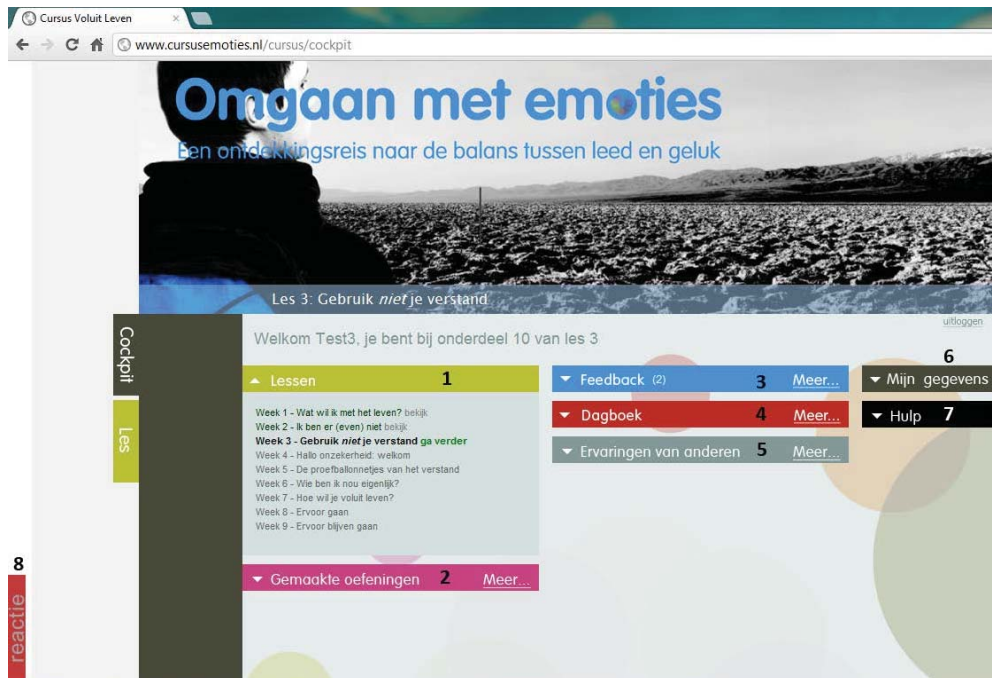 Cursus Voluit Leven
www.cursusemoties.nl/cursus/cockpit
Omgaan met emoties
Een ontdekkingsreis naar de balans tussen leed en geluk
Les 3: Gebruik niet je verstand
uitloggen
Cockpit
Les
Welkom Test3, je bent bij onderdeel 10 van les 3
Lessen 1
Week 1 - Wat wil ik met het leven? bekijk
Week 2 - Ik ben er (even) niet bekijk
Week 3 - Gebruik niet je verstand ga verder
Week 4 - Hallo onzekerheid: welkom
Week 5 - De proefballonnetjes van het verstand
Week 6 - Wie ben ik nou eigenlijk?
Week 7 - Hoe wil je voluit leven?
Week 8 - Ervoor gaan
Week 9 - Ervoor blijven gaan
Gemaakte oefeningen 2 Meer...
Feedback (2) 3 Meer...
Dagboek 4 Meer...
Ervaringen van anderen 5 Meer...
6
Mijn gegevens
Hulp 7
8
reactie